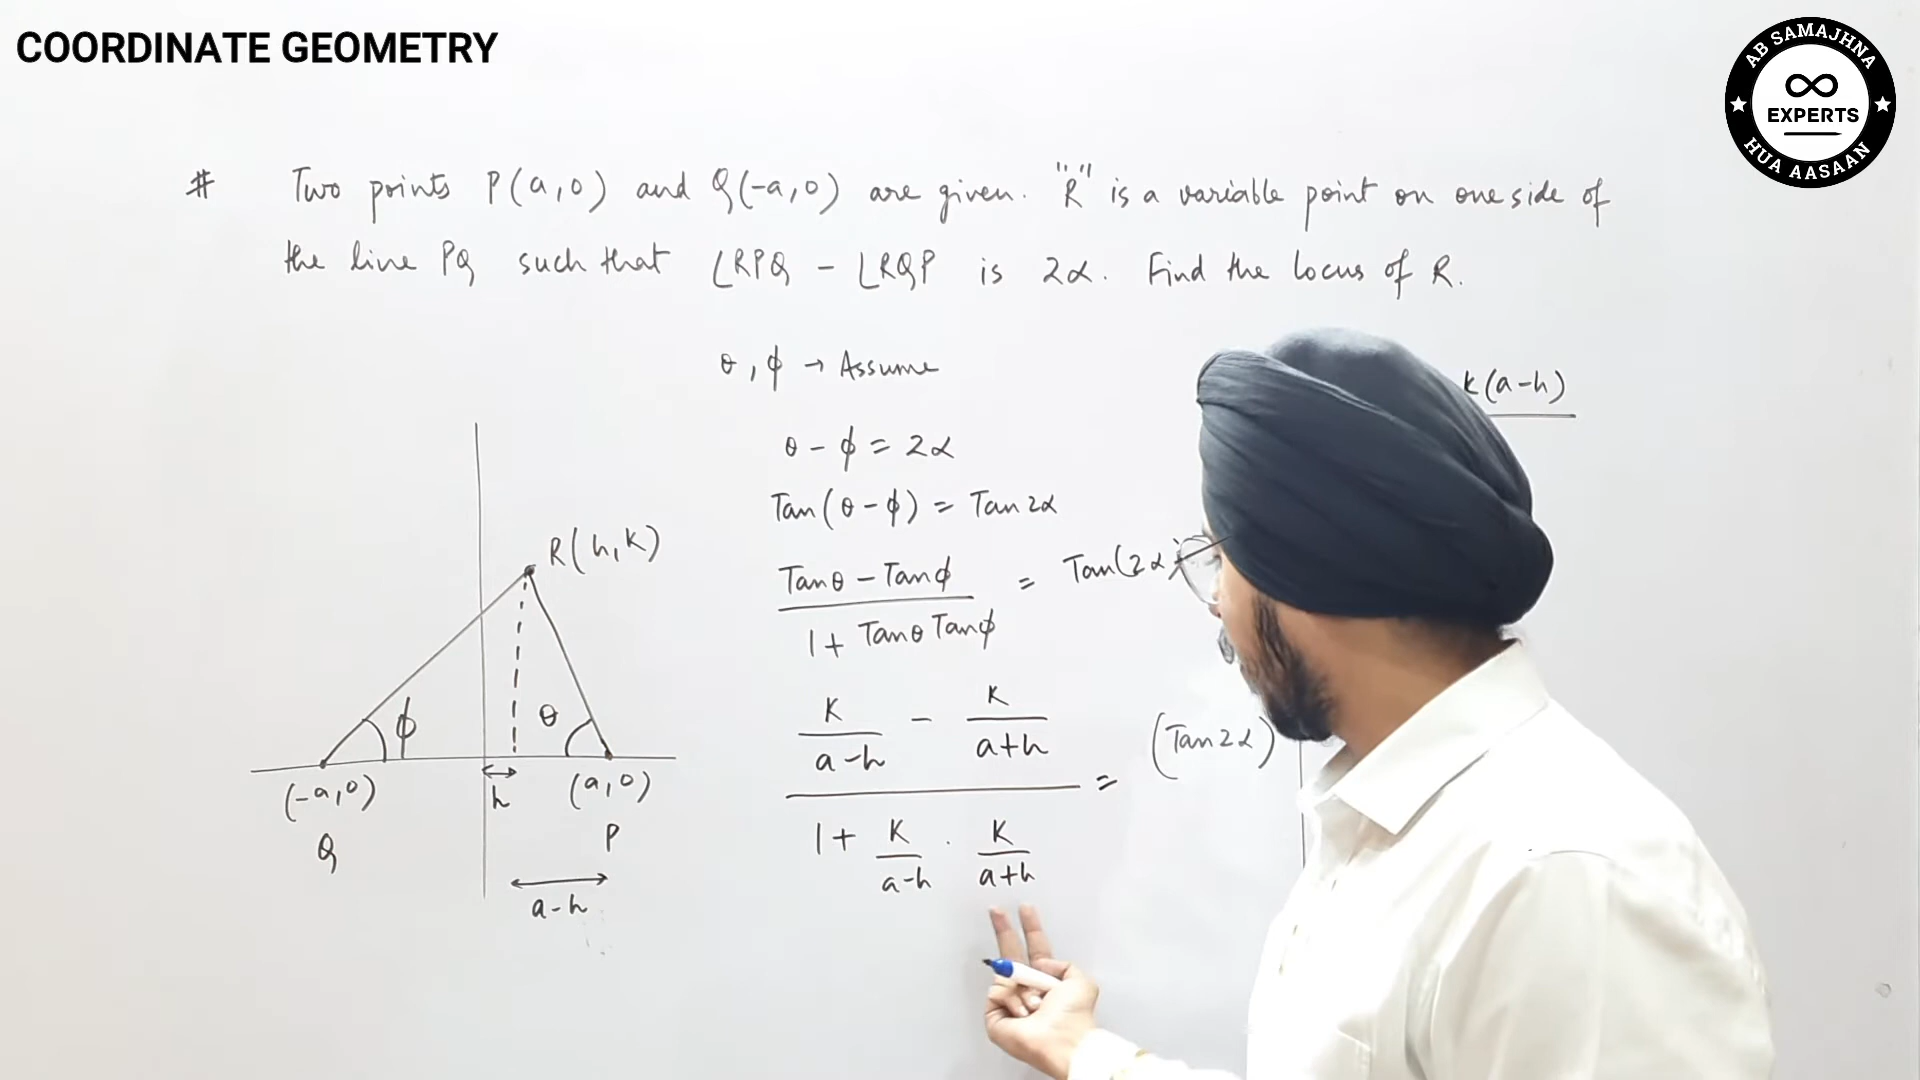 COORDINATE GEOMETRY
AB SAMAJHNA
EXPERTS
HUA AASAAN
# Two points P(a,0) and Q(-a,0) are given. "R" is a variable point on one side of
the line PQ such that ∠RPQ - ∠RQP is 2α. Find the locus of R.
θ, ϕ → Assume
θ - ϕ = 2α
Tan(θ - ϕ) = Tan 2α
Tanθ - Tanϕ
= Tan(2α)
1 + Tanθ Tanϕ
K/a-h - K/a+h
= (Tan 2α)
1 + K/a-h · K/a+h
K(a-h)
R(h,K)
ϕ
θ
(-a,0)
h
(a,0)
Q
P
a-h